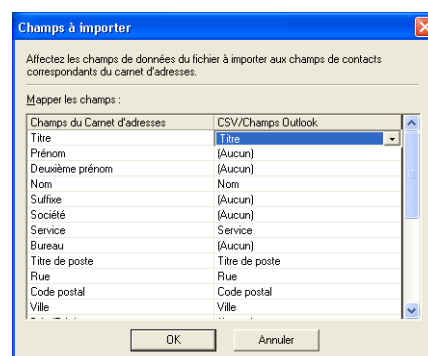 Champs à importer
Affectez les champs de données du fichier à importer aux champs de contacts
correspondants du carnet d'adresses.
Mapper les champs :
Champs du Carnet d'adresses CSV/Champs Outlook
Titre Titre
Prénom (Aucun)
Deuxième prénom (Aucun)
Nom Nom
Suffixe (Aucun)
Société (Aucun)
Service Service
Bureau (Aucun)
Titre de poste Titre de poste
Rue Rue
Code postal Code postal
Ville Ville
OK Annuler